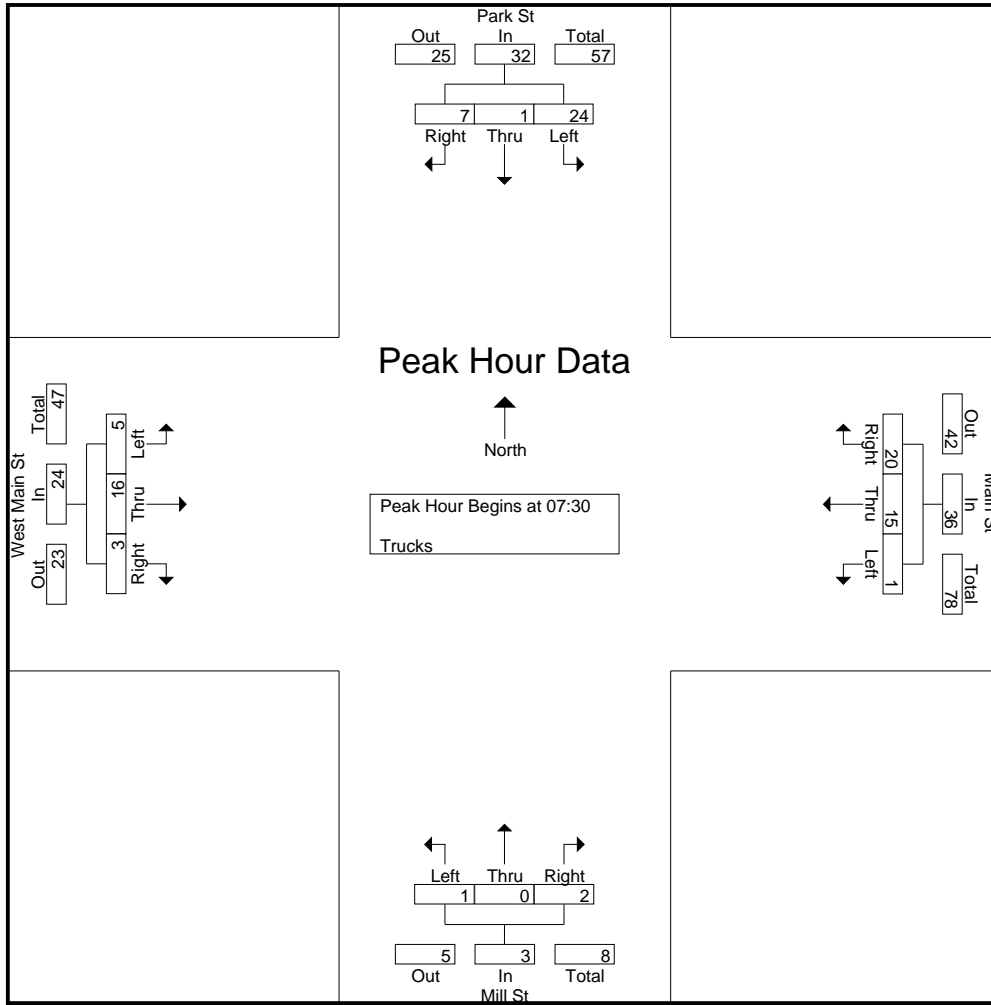 Park St
Out In Total
25 32 57
7 1 24
Right Thru Left
Peak Hour Data
North
Peak Hour Begins at 07:30
Trucks
West Main St
Total In Out
47 24 23
5 16 3
Left Thru Right
Main St
Out In Total
42 36 78
20 15 1
Right Thru Left
Left Thru Right
1 0 2
5 3 8
Out In Total
Mill St